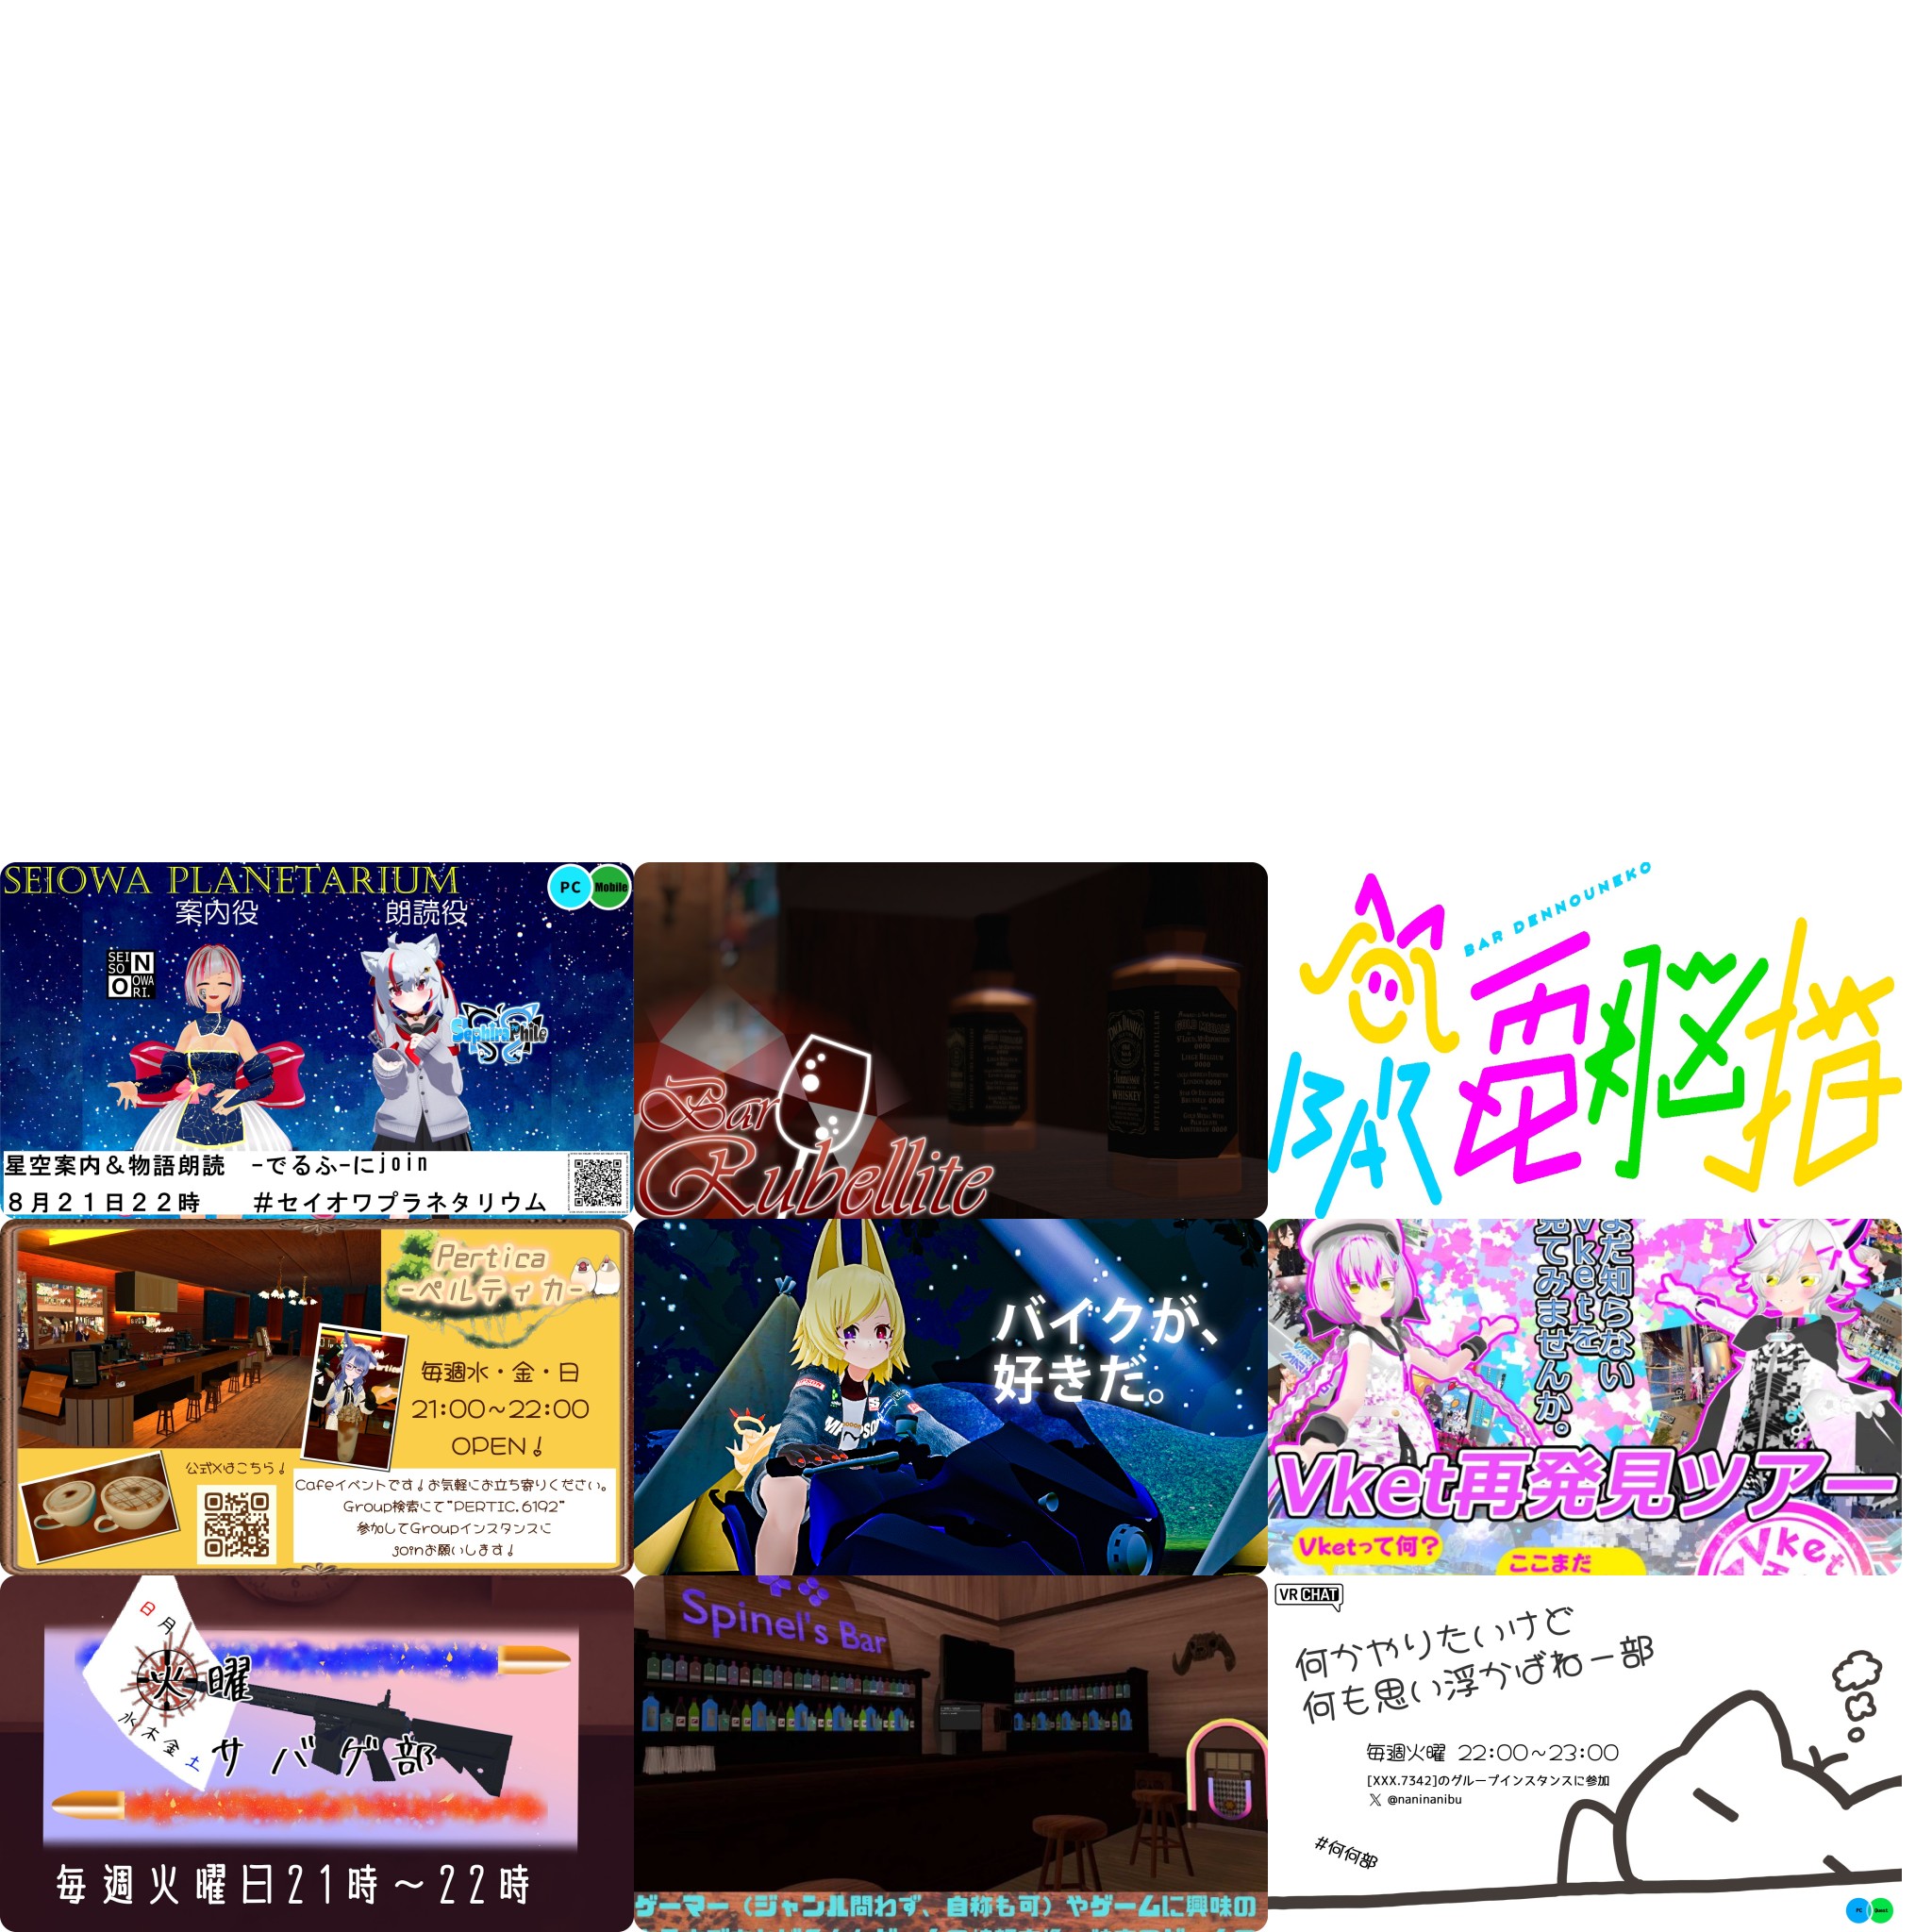 SEIOWA PLANETARIUM
PC
Mobile
案内役
朗読役
SEI
SO
N
O
OWA
RI.
SephiraPhile
星空案内＆物語朗読 -でるふ-にjoin
８月２１日２２時 ＃セイオワプラネタリウム
Bar
Rubellite
BAR DENNOUNEKO
BAR 電脳猫
Pertica
-ペルティカ-
毎週水・金・日
21:00～22:00
OPEN！
公式Xはこちら！
Cafeイベントです！お気軽にお立ち寄りください。
Group検索にて"PERTIC.6192"
参加してGroupインスタンスに
joinお願いします！
バイクが、
好きだ。
まだ知らない
Vketを
見てみませんか。
Vket再発見ツアー
Vketって何？
ここまだ
Vket
日
月
火曜
水
木
金
土
サバゲ部
毎週火曜日21時～22時
Spinel's Bar
ゲーマー（ジャンル問わず、自称も可）やゲームに興味の
VRCHAT
何かやりたいけど
何も思い浮かばねー部
毎週火曜 22:00～23:00
[XXX.7342]のグループインスタンスに参加
X @naninanibu
#何何部
PC
Quest